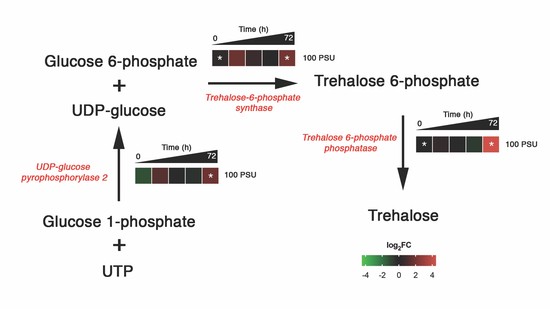 Time (h)
0 72
* *
100 PSU
Glucose 6-phosphate
+
UDP-glucose
Trehalose-6-phosphate
synthase
Trehalose 6-phosphate
Time (h)
0 72
* *
100 PSU
Trehalose 6-phosphate
phosphatase
Time (h)
0 72
*
100 PSU
UDP-glucose
pyrophosphorylase 2
Glucose 1-phosphate
+
UTP
Trehalose
log2FC
-4 -2 0 2 4